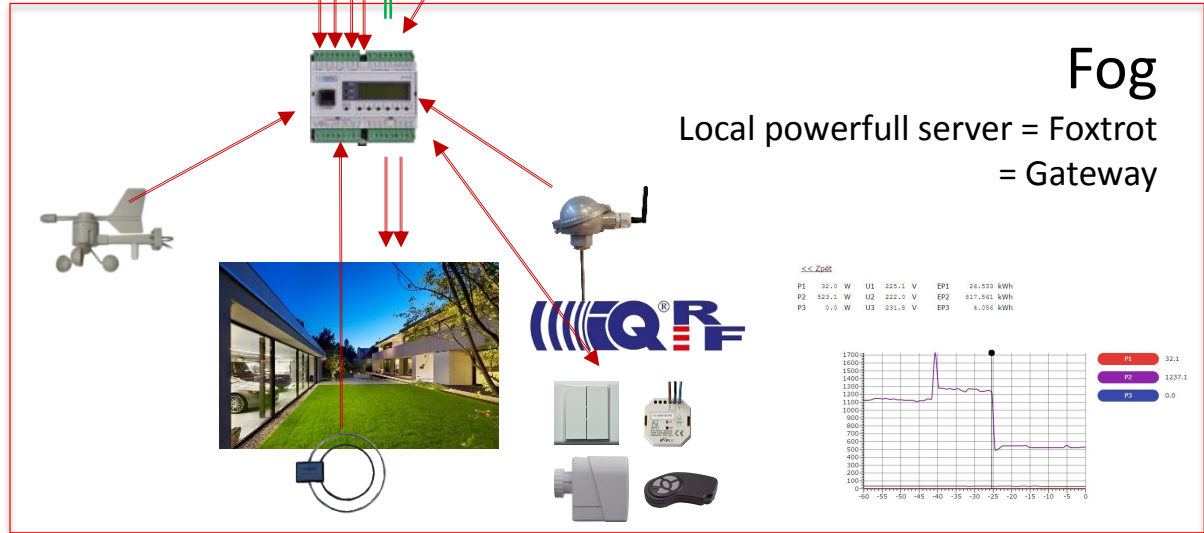 Fog
Local powerfull server = Foxtrot
= Gateway
<< Zpět
P1 32.0 W U1 225.1 V EP1 26.533 kWh
P2 523.1 W U2 222.0 V EP2 817.561 kWh
P3 0.0 W U3 231.8 V EP3 4.056 kWh
IQ®RF
1700
1600
1500
1400
1300
1200
1100
1000
900
800
700
600
500
400
300
200
100
0
-60 -55 -50 -45 -40 -35 -30 -25 -20 -15 -10 -5 0
P1 32.1
P2 1237.1
P3 0.0